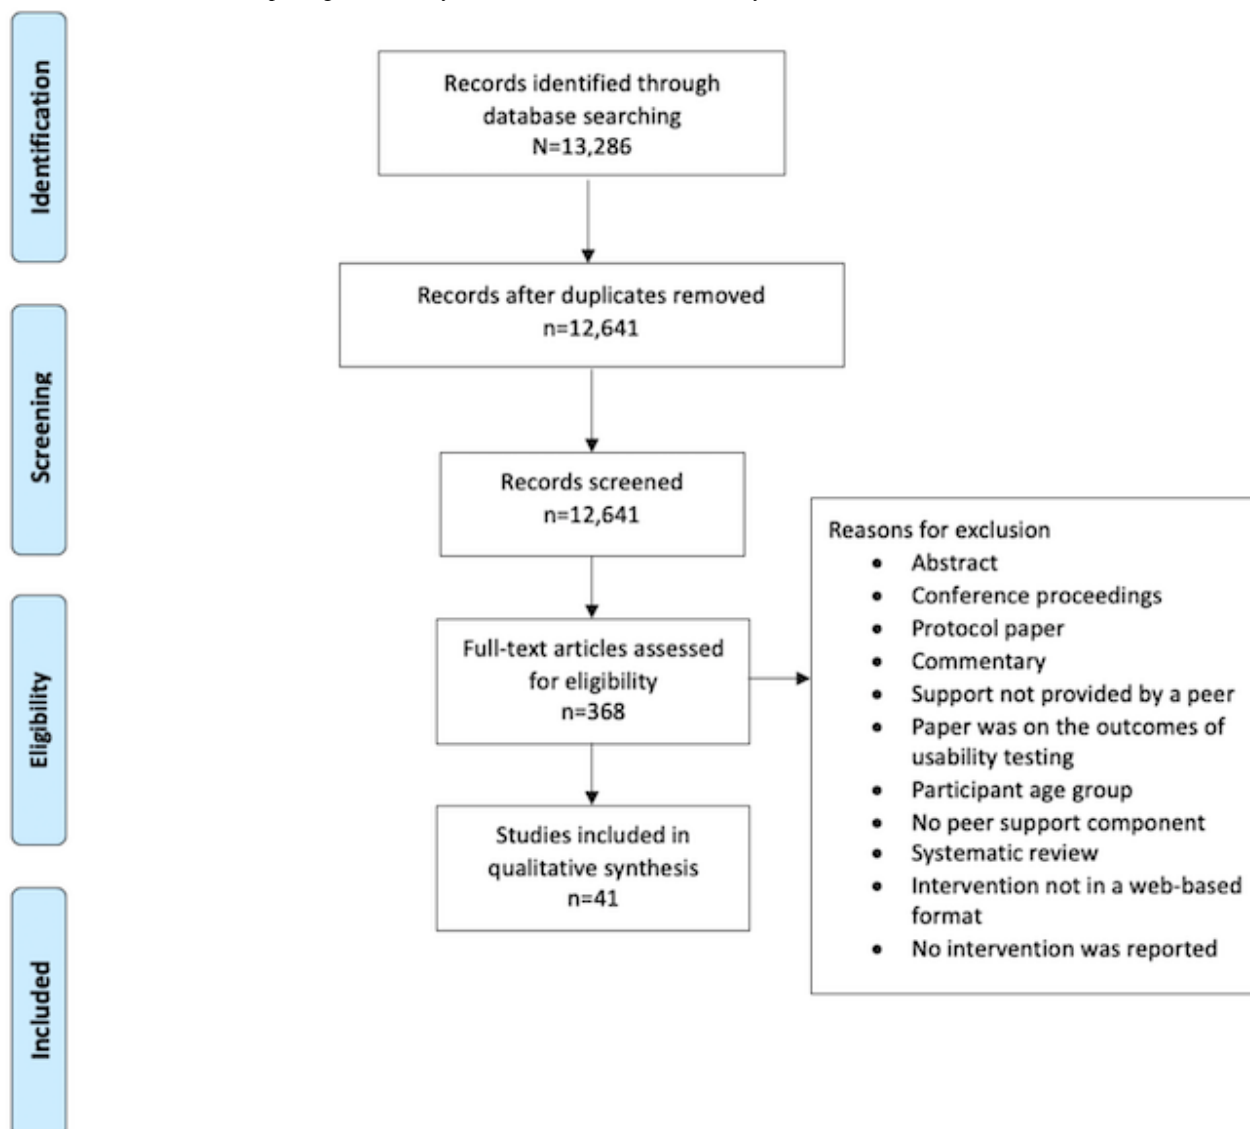 Identification
Records identified through
database searching
N=13,286
Records after duplicates removed
n=12,641
Screening
Records screened
n=12,641
Eligibility
Full-text articles assessed
for eligibility
n=368
Reasons for exclusion
• Abstract
• Conference proceedings
• Protocol paper
• Commentary
• Support not provided by a peer
• Paper was on the outcomes of
usability testing
• Participant age group
• No peer support component
• Systematic review
• Intervention not in a web-based
format
• No intervention was reported
Studies included in
qualitative synthesis
n=41
Included